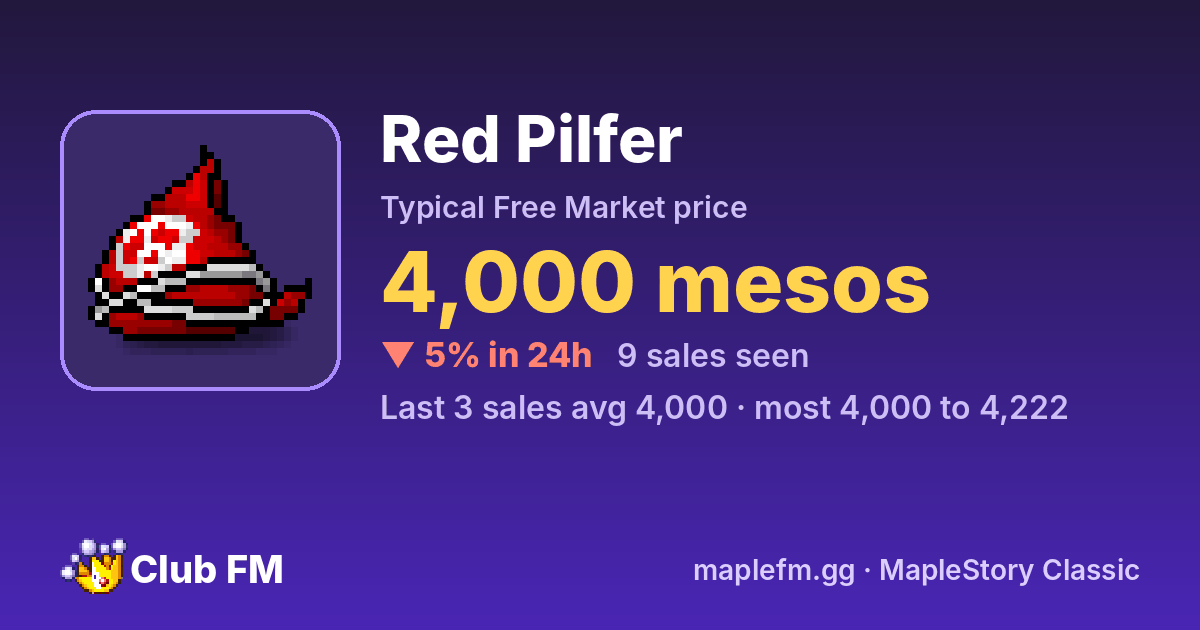 Red Pilfer
Typical Free Market price
4,000 mesos
▼ 5% in 24h 9 sales seen
Last 3 sales avg 4,000 · most 4,000 to 4,222
Club FM
maplefm.gg · MapleStory Classic